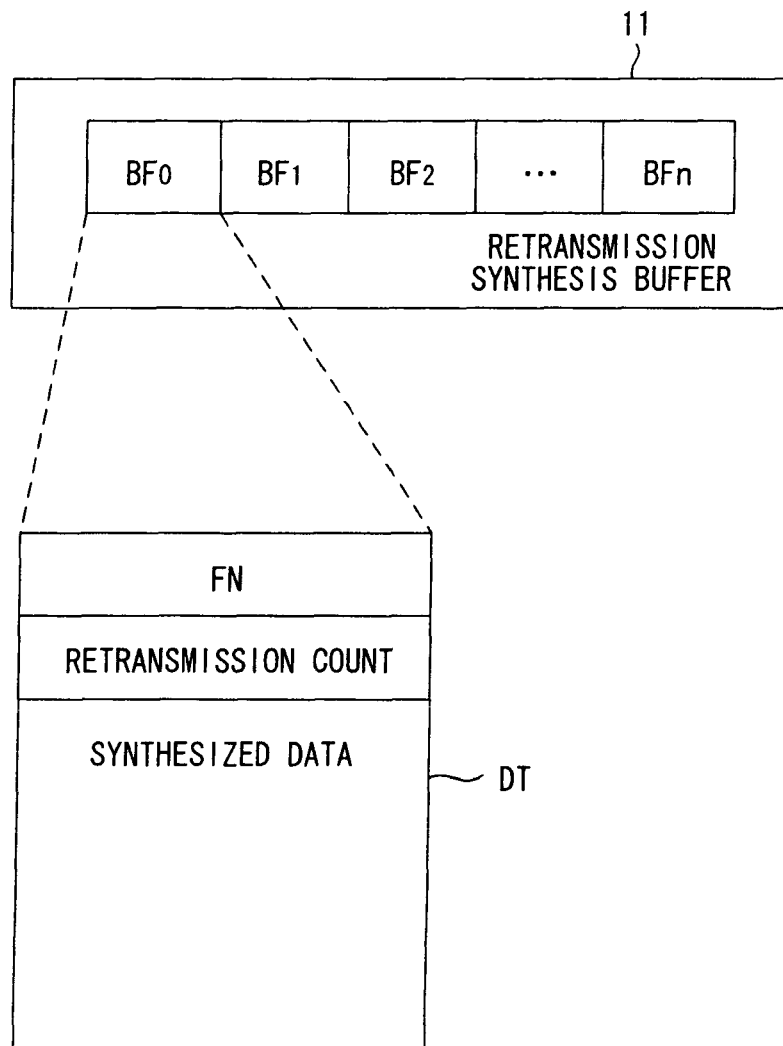 11
BF0 BF1 BF2 ... BFn
RETRANSMISSION
SYNTHESIS BUFFER
FN
RETRANSMISSION COUNT
SYNTHESIZED DATA
DT